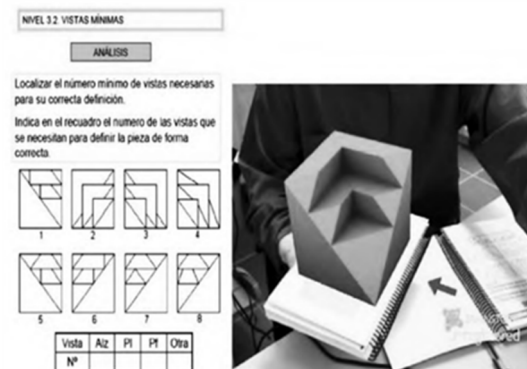 NIVEL 3.2. VISTAS MÍNIMAS
ANÁLISIS
Localizar el número mínimo de vistas necesarias
para su correcta definición.
Indica en el recuadro el numero de las vistas que
se necesitan para definir la pieza de forma
correcta.
1 2 3 4
5 6 7 8
Vista Alz Pl Pf Otra
Nº